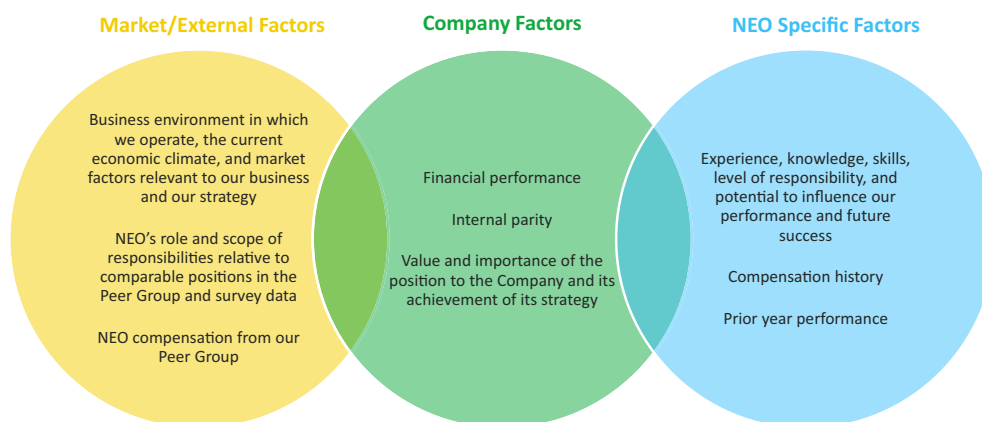 Market/External Factors
Company Factors
NEO Specific Factors
Business environment in which
we operate, the current
economic climate, and market
factors relevant to our business
and our strategy
NEO's role and scope of
responsibilities relative to
comparable positions in the
Peer Group and survey data
NEO compensation from our
Peer Group
Financial performance
Internal parity
Value and importance of the
position to the Company and its
achievement of its strategy
Experience, knowledge, skills,
level of responsibility, and
potential to influence our
performance and future
success
Compensation history
Prior year performance